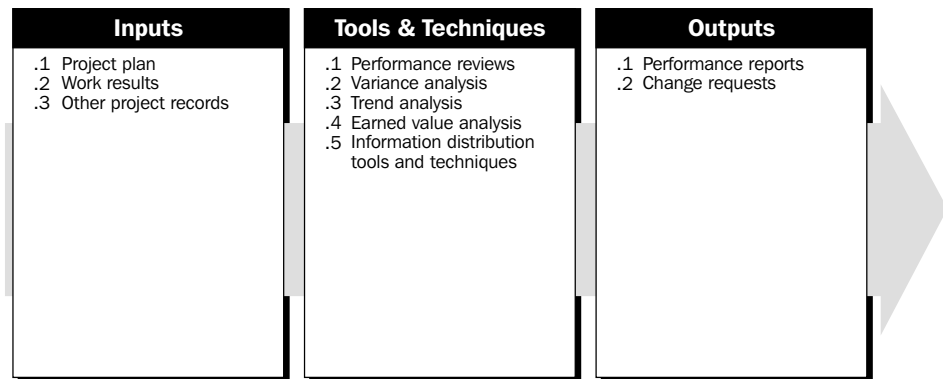 Inputs
.1 Project plan
.2 Work results
.3 Other project records
Tools & Techniques
.1 Performance reviews
.2 Variance analysis
.3 Trend analysis
.4 Earned value analysis
.5 Information distribution
tools and techniques
Outputs
.1 Performance reports
.2 Change requests